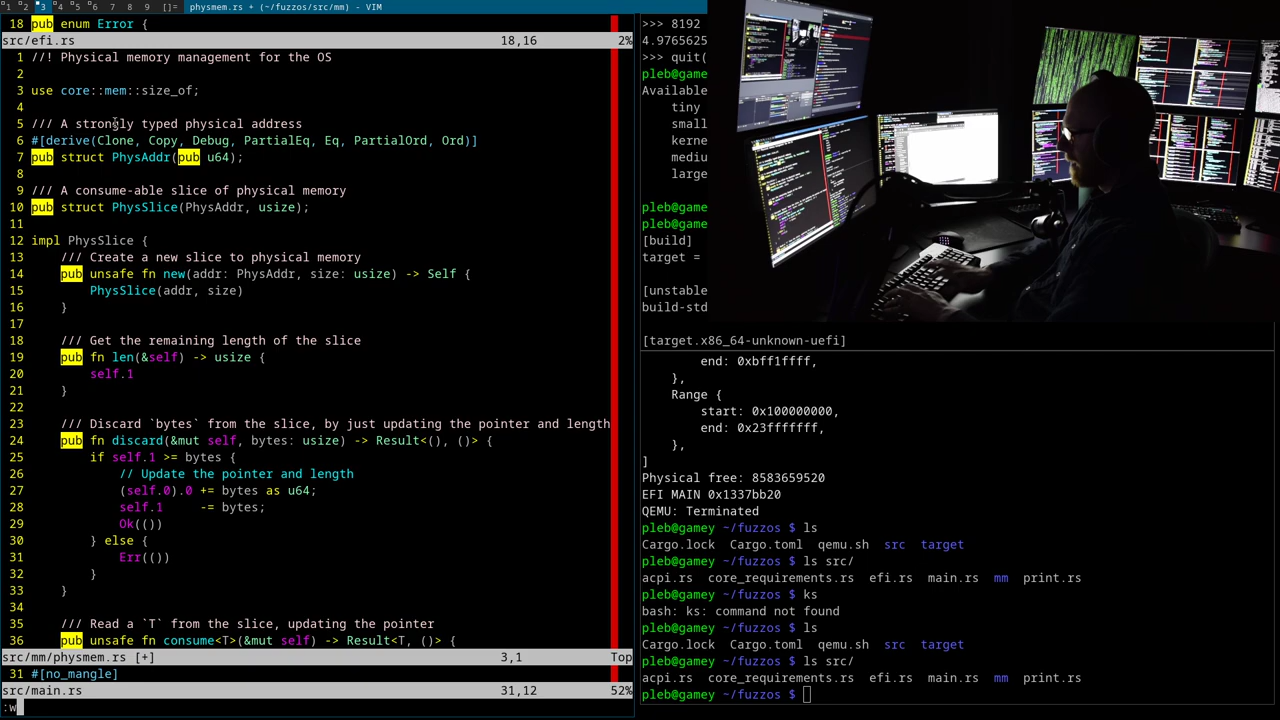 1 2 3 4 5 6 7 8 9 []= physmem.rs + (~/fuzzos/src/mm) - VIM
18 pub enum Error {
src/efi.rs 18,16 2%
1 //! Physical memory management for the OS
2
3 use core::mem::size_of;
4
5 /// A strongly typed physical address
6 #[derive(Clone, Copy, Debug, PartialEq, Eq, PartialOrd, Ord)]
7 pub struct PhysAddr(pub u64);
8
9 /// A consume-able slice of physical memory
10 pub struct PhysSlice(PhysAddr, usize);
11
12 impl PhysSlice {
13 /// Create a new slice to physical memory
14 pub unsafe fn new(addr: PhysAddr, size: usize) -> Self {
15 PhysSlice(addr, size)
16 }
17
18 /// Get the remaining length of the slice
19 pub fn len(&self) -> usize {
20 self.1
21 }
22
23 /// Discard `bytes` from the slice, by just updating the pointer and length
24 pub fn discard(&mut self, bytes: usize) -> Result<(), ()> {
25 if self.1 >= bytes {
26 // Update the pointer and length
27 (self.0).0 += bytes as u64;
28 self.1 -= bytes;
29 Ok(())
30 } else {
31 Err(())
32 }
33 }
34
35 /// Read a `T` from the slice, updating the pointer
36 pub unsafe fn consume<T>(&mut self) -> Result<T, ()> {
src/mm/physmem.rs [+] 3,1 Top
31 #[no_mangle]
src/main.rs 31,12 52%
:w
>>> 8192
4.9765625
>>> quit(
pleb@game
Available
tiny
small
kerne
mediu
large
pleb@game
pleb@game
[build]
target =
[unstable
build-std
[target.x86_64-unknown-uefi]
end: 0xbff1ffff,
},
Range {
start: 0x100000000,
end: 0x23fffffff,
},
]
Physical free: 8583659520
EFI MAIN 0x1337bb20
QEMU: Terminated
pleb@gamey ~/fuzzos $ ls
Cargo.lock Cargo.toml qemu.sh src target
pleb@gamey ~/fuzzos $ ls src/
acpi.rs core_requirements.rs efi.rs main.rs mm print.rs
pleb@gamey ~/fuzzos $ ks
bash: ks: command not found
pleb@gamey ~/fuzzos $ ls
Cargo.lock Cargo.toml qemu.sh src target
pleb@gamey ~/fuzzos $ ls src/
acpi.rs core_requirements.rs efi.rs main.rs mm print.rs
pleb@gamey ~/fuzzos $